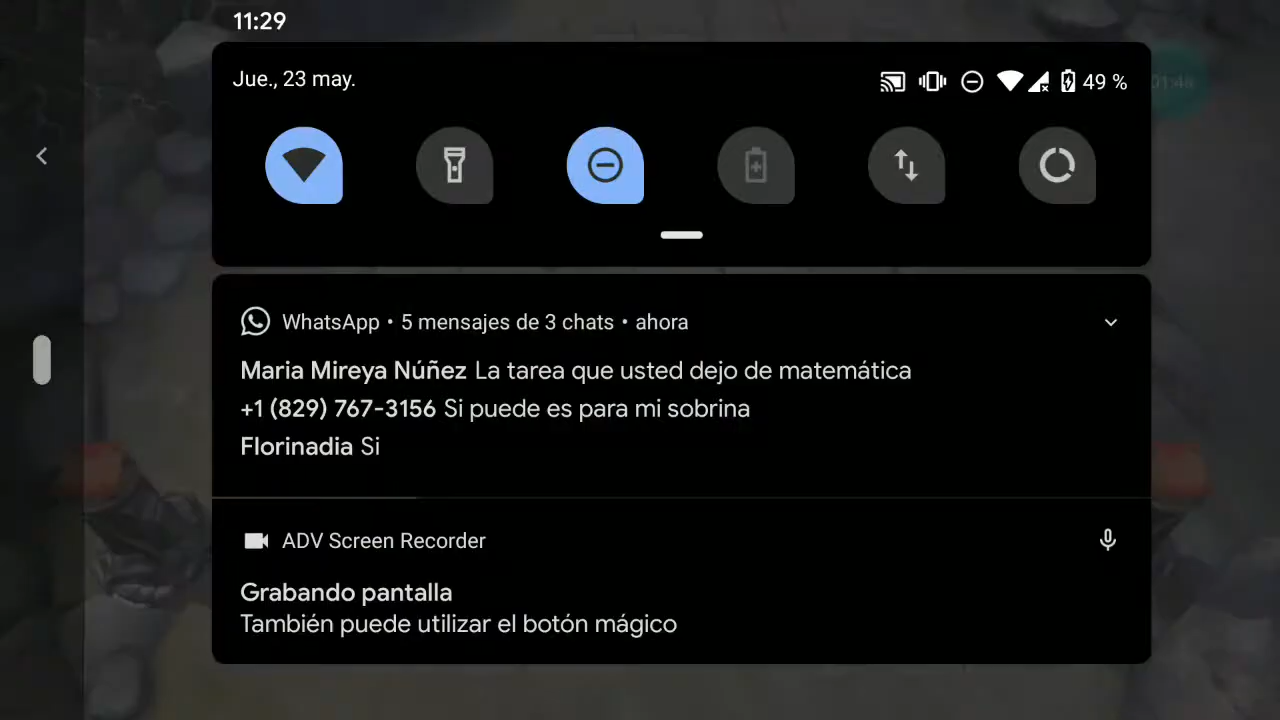 11:29
Jue., 23 may.
49 %
01:48
WhatsApp • 5 mensajes de 3 chats • ahora
Maria Mireya Núñez La tarea que usted dejo de matemática
+1 (829) 767-3156 Si puede es para mi sobrina
Florinadia Si
ADV Screen Recorder
Grabando pantalla
También puede utilizar el botón mágico